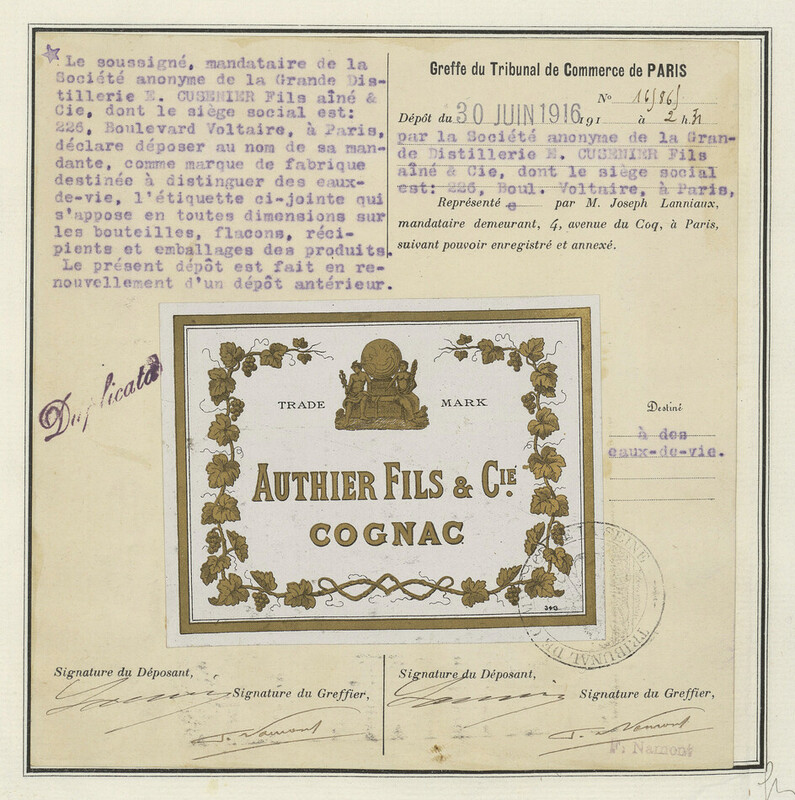 Le soussigné, mandataire de la
Société anonyme de la Grande Dis-
tillerie E. CUSENIER Fils aîné &
Cie, dont le siège social est:
226, Boulevard Voltaire, à Paris,
déclare déposer au nom de sa man-
dante, comme marque de fabrique
destinée à distinguer des eaux-
de-vie, l'étiquette ci-jointe qui
s'appose en toutes dimensions sur
les bouteilles, flacons, réci-
pients et emballages des produits.
Le présent dépôt est fait en re-
nouvellement d'un dépôt antérieur.
Greffe du Tribunal de Commerce de PARIS
No
Dépôt du 30 JUIN 1916 191 à 2 h.
par la Société anonyme de la Gran-
de Distillerie E. CUSENIER Fils
aîné & Cie, dont le siège social
est: 226, Boul. Voltaire, à Paris,
Représenté e par M. Joseph Lanniaux,
mandataire demeurant, 4, avenue du Coq, à Paris,
suivant pouvoir enregistré et annexé.
Duplicata
TRADE MARK
AUTHIER FILS & CIE.
COGNAC
340
Destiné
à des
eaux-de-vie.
SEINE
TRIBUNAL DE
Signature du Déposant,
Signature du Greffier,
Signature du Déposant,
Signature du Greffier,
F. Namont